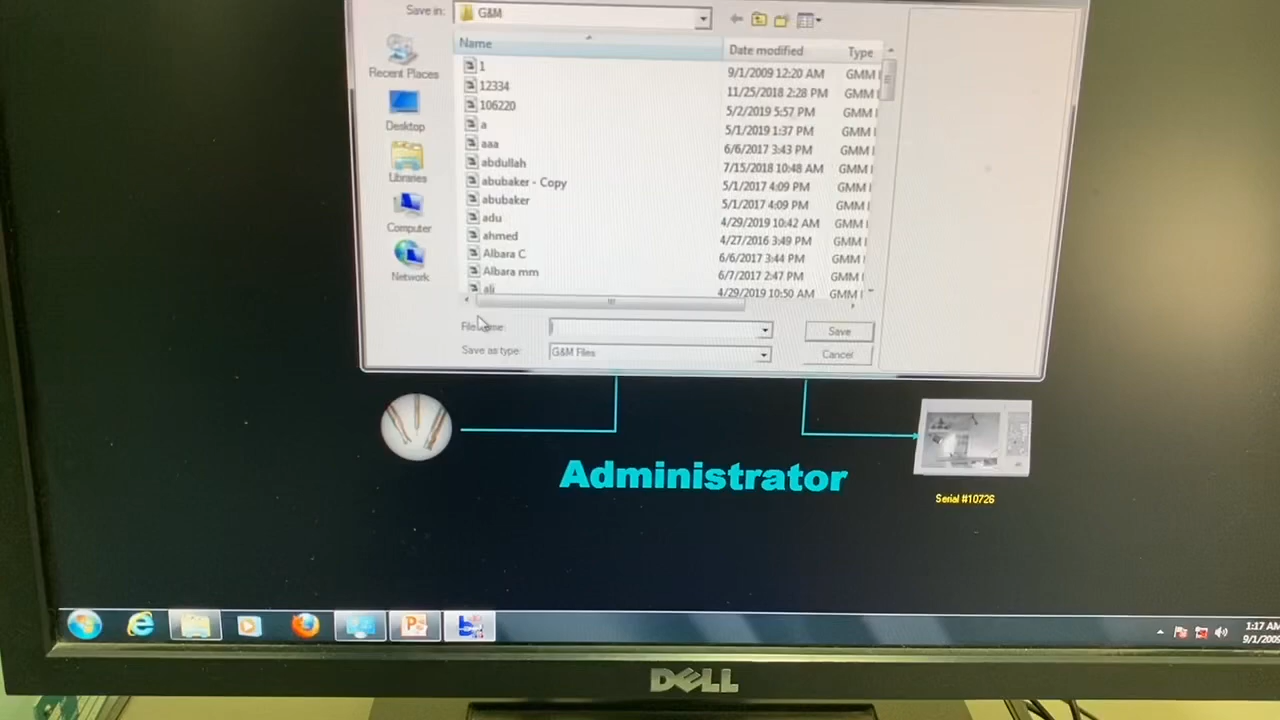 Save in: G&M
Name Date modified Type
1 9/1/2009 12:20 AM GMM
12334 11/25/2018 2:28 PM GMM
106220 5/2/2019 5:57 PM GMM
a 5/1/2019 1:37 PM GMM
aaa 6/6/2017 3:43 PM GMM
abdullah 7/15/2018 10:48 AM GMM
abubaker - Copy 5/1/2017 4:09 PM GMM
abubaker 5/1/2017 4:09 PM GMM
adu 4/29/2019 10:42 AM GMM
ahmed 4/27/2016 3:49 PM GMM
Albara C 6/6/2017 3:44 PM GMM
Albara mm 6/7/2017 2:47 PM GMM
ali 4/29/2019 10:50 AM GMM
Recent Places
Desktop
Libraries
Computer
Network
Save
Save as type: G&M Files Cancel
Administrator
Serial #10726
1:17 AM
9/1/2009
DELL